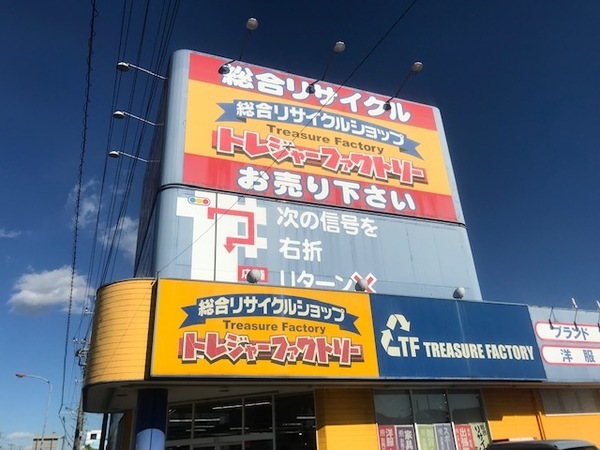 総合リサイクル
総合リサイクルショップ
Treasure Factory
トレジャーファクトリー
お売り下さい
次の信号を
右折
Uターン×
総合リサイクルショップ
Treasure Factory
トレジャーファクトリー
TF TREASURE FACTORY
ブランド
洋服